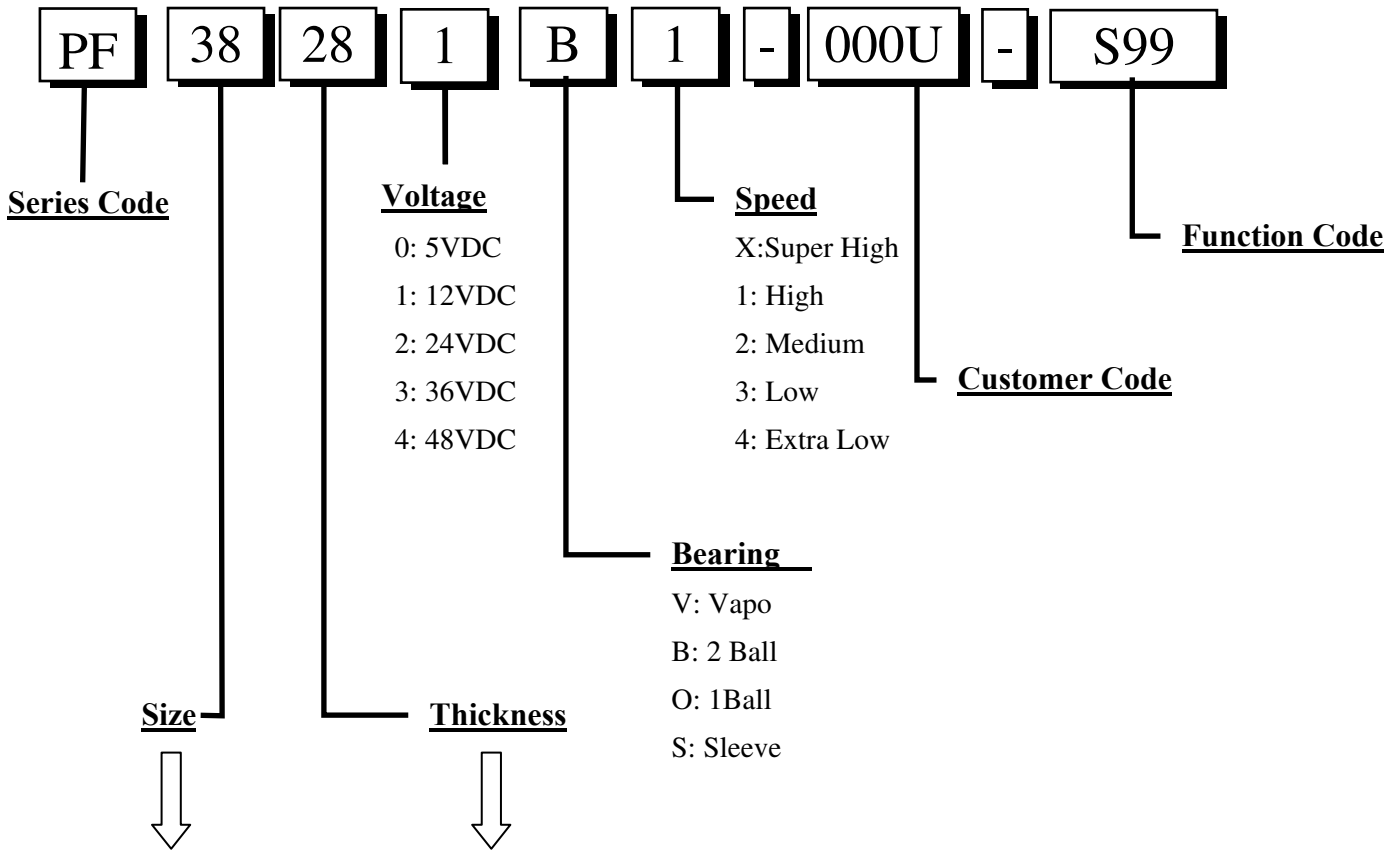 PF 38 28 1 B 1 - 000U - S99
Series Code
Voltage
0: 5VDC
1: 12VDC
2: 24VDC
3: 36VDC
4: 48VDC
Speed
X:Super High
1: High
2: Medium
3: Low
4: Extra Low
Function Code
Customer Code
Bearing
V: Vapo
B: 2 Ball
O: 1Ball
S: Sleeve
Size
Thickness